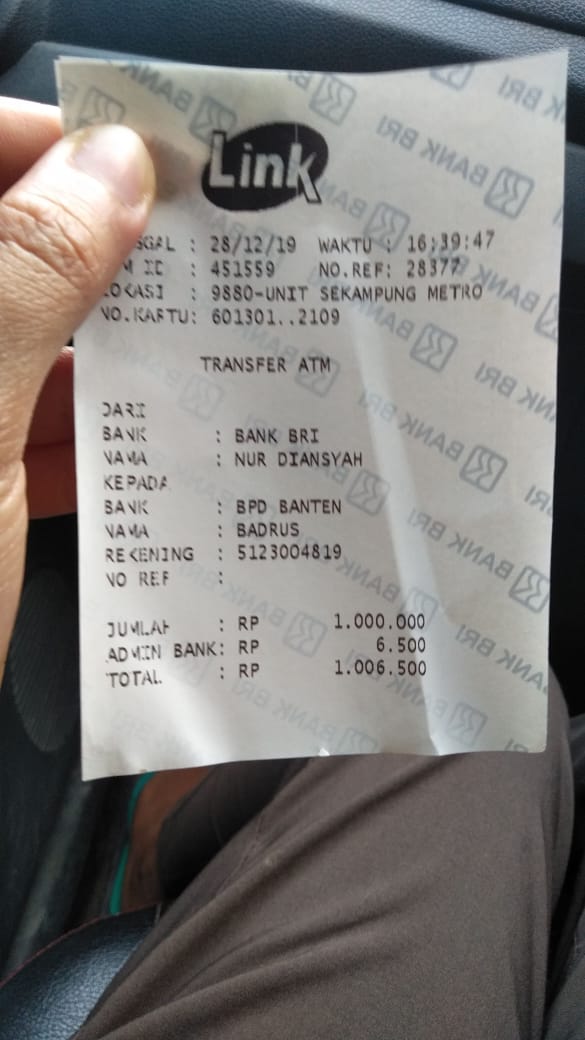 Link
28/12/19 WAKTU : 16:39:47
451559 NO.REF: 28377
LOKASI : 9880-UNIT SEKAMPUNG METRO
NO.KARTU: 601301..2109
TRANSFER ATM
DARI
BANK : BANK BRI
NAMA : NUR DIANSYAH
KEPADA
BANK : BPD BANTEN
NAMA : BADRUS
REKENING : 5123004819
NO REF :
JUMLAH : RP 1.000.000
ADMIN BANK: RP 6.500
TOTAL : RP 1.006.500
BANK BRI